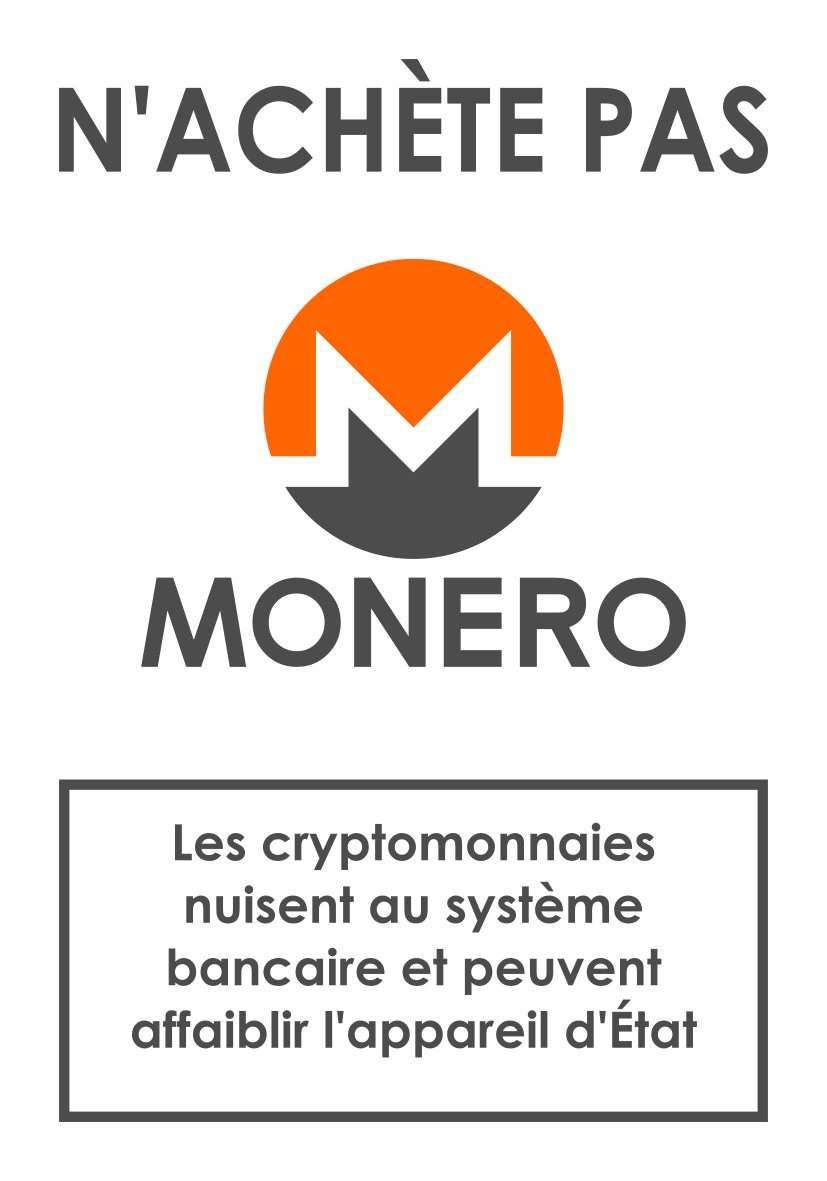 N'ACHÈTE PAS
MONERO
Les cryptomonnaies
nuisent au système
bancaire et peuvent
affaiblir l'appareil d'État